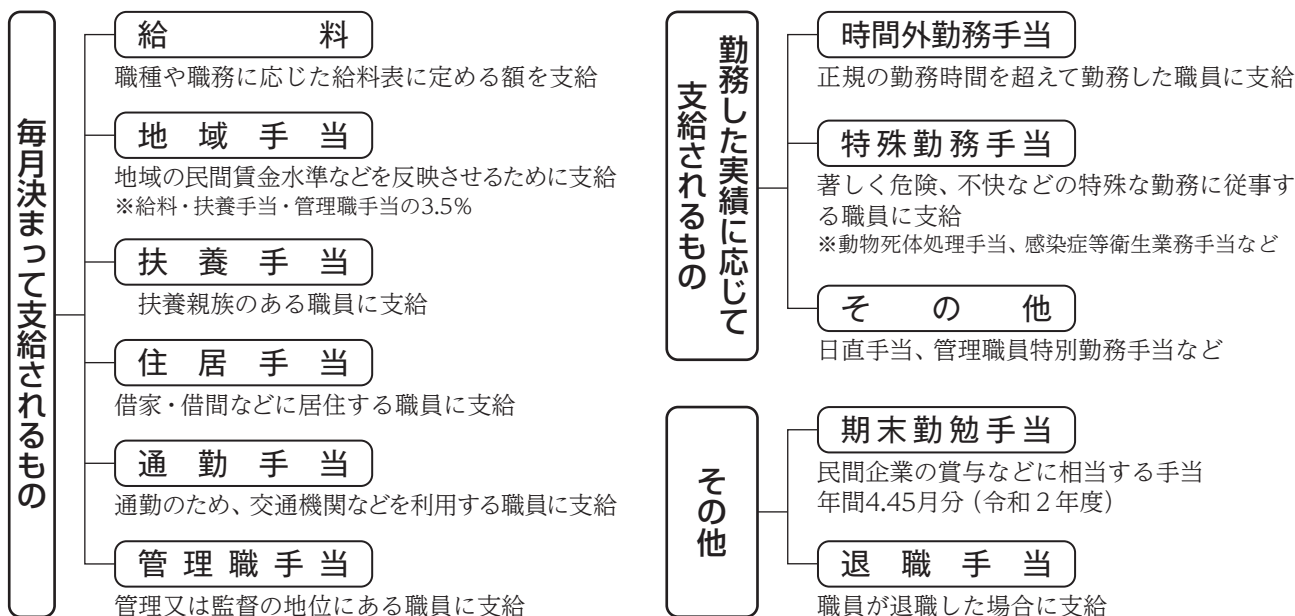 毎月決まって支給されるもの
給料
職種や職務に応じた給料表に定める額を支給
地域手当
地域の民間賃金水準などを反映させるために支給
※給料・扶養手当・管理職手当の3.5%
扶養手当
扶養親族のある職員に支給
住居手当
借家・借間などに居住する職員に支給
通勤手当
通勤のため、交通機関などを利用する職員に支給
管理職手当
管理又は監督の地位にある職員に支給
勤務した実績に応じて
支給されるもの
時間外勤務手当
正規の勤務時間を超えて勤務した職員に支給
特殊勤務手当
著しく危険、不快などの特殊な勤務に従事す
る職員に支給
※動物死体処理手当、感染症等衛生業務手当など
その他
日直手当、管理職員特別勤務手当など
その他
期末勤勉手当
民間企業の賞与などに相当する手当
年間4.45月分（令和２年度）
退職手当
職員が退職した場合に支給